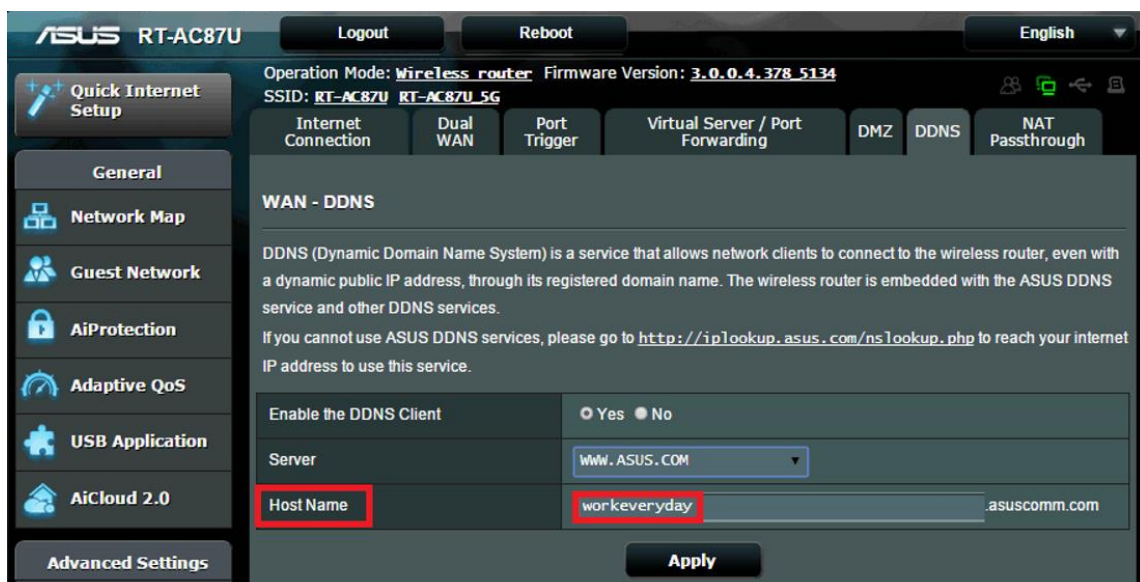 ASUS RT-AC87U
Logout
Reboot
English
Quick Internet
Setup
General
Network Map
Guest Network
AiProtection
Adaptive QoS
USB Application
AiCloud 2.0
Advanced Settings
Operation Mode: Wireless router Firmware Version: 3.0.0.4.378_5134
SSID: RT-AC87U RT-AC87U_5G
Internet
Connection
Dual
WAN
Port
Trigger
Virtual Server / Port
Forwarding
DMZ
DDNS
NAT
Passthrough
WAN - DDNS
DDNS (Dynamic Domain Name System) is a service that allows network clients to connect to the wireless router, even with
a dynamic public IP address, through its registered domain name. The wireless router is embedded with the ASUS DDNS
service and other DDNS services.
If you cannot use ASUS DDNS services, please go to http://iplookup.asus.com/nslookup.php to reach your internet
IP address to use this service.
Enable the DDNS Client Yes No
Server WWW.ASUS.COM
Host Name workeveryday .asuscomm.com
Apply